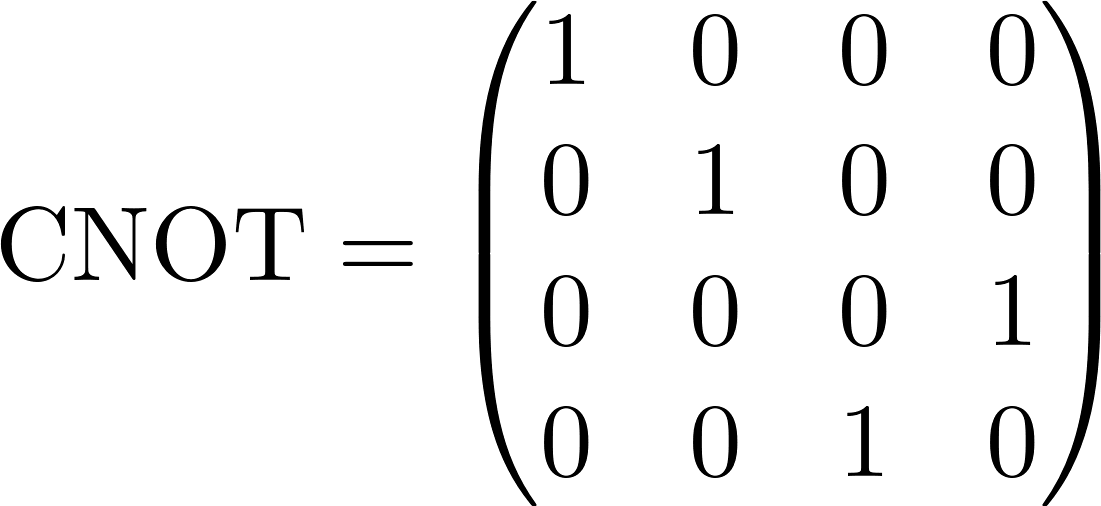 1 0 0 0
0 1 0 0
CNOT =
0 0 0 1
0 0 1 0